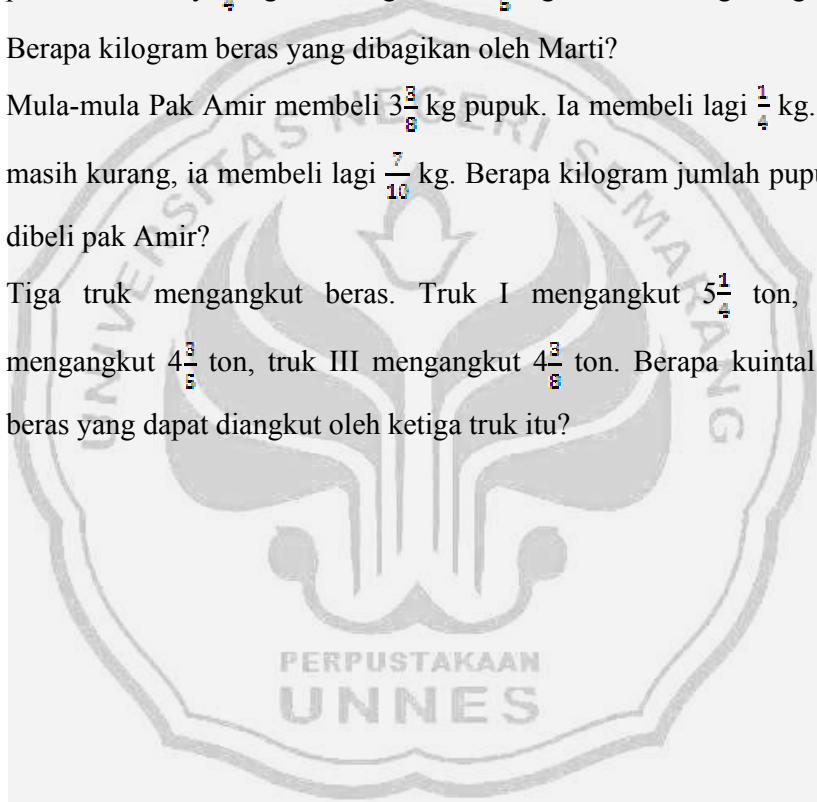 Berapa kilogram beras yang dibagikan oleh Marti?
Mula-mula Pak Amir membeli 3 3/8 kg pupuk. Ia membeli lagi 1/4 kg.
masih kurang, ia membeli lagi 7/10 kg. Berapa kilogram jumlah
dibeli pak Amir?
Tiga truk mengangkut beras. Truk I mengangkut 5 1/4 ton,
mengangkut 4 3/5 ton, truk III mengangkut 4 3/8 ton. Berapa kuintal
beras yang dapat diangkut oleh ketiga truk itu?
UNIVERSITAS NEGERI SEMARANG
PERPUSTAKAAN
UNNES